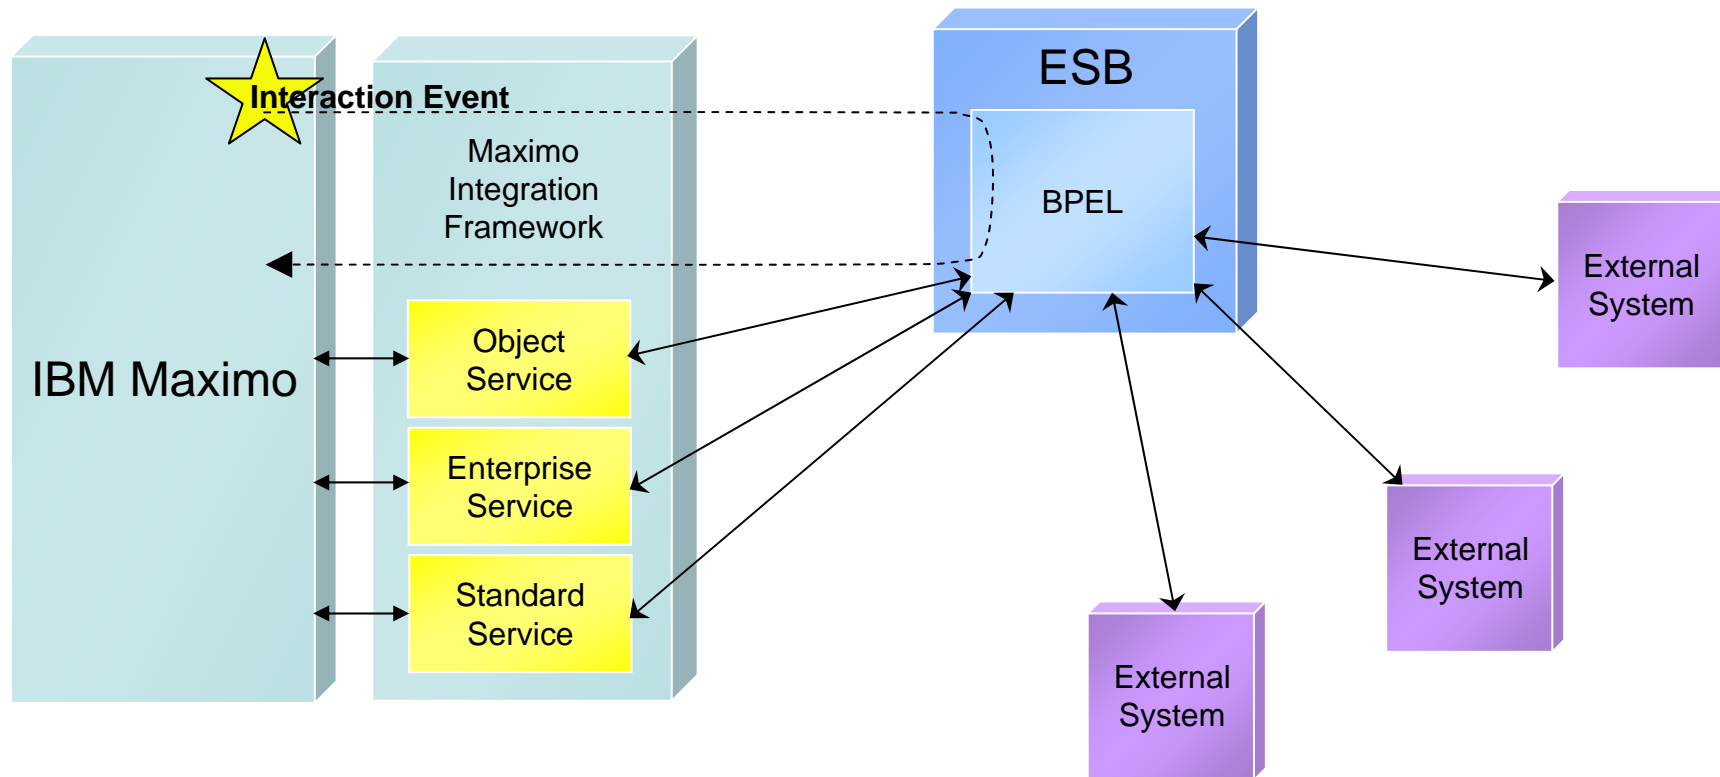 Interaction Event
ESB
Maximo
Integration
Framework
BPEL
IBM Maximo
Object
Service
Enterprise
Service
Standard
Service
External
System
External
System
External
System